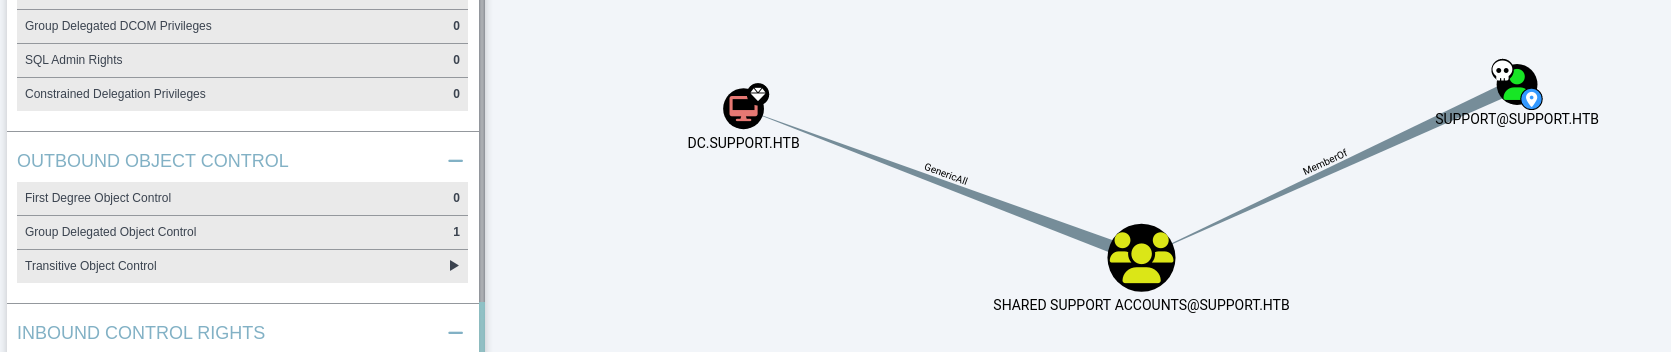 Group Delegated DCOM Privileges 0
SQL Admin Rights 0
Constrained Delegation Privileges 0
OUTBOUND OBJECT CONTROL
First Degree Object Control 0
Group Delegated Object Control 1
Transitive Object Control
INBOUND CONTROL RIGHTS
DC.SUPPORT.HTB
GenericAll
SHARED SUPPORT ACCOUNTS@SUPPORT.HTB
MemberOf
SUPPORT@SUPPORT.HTB